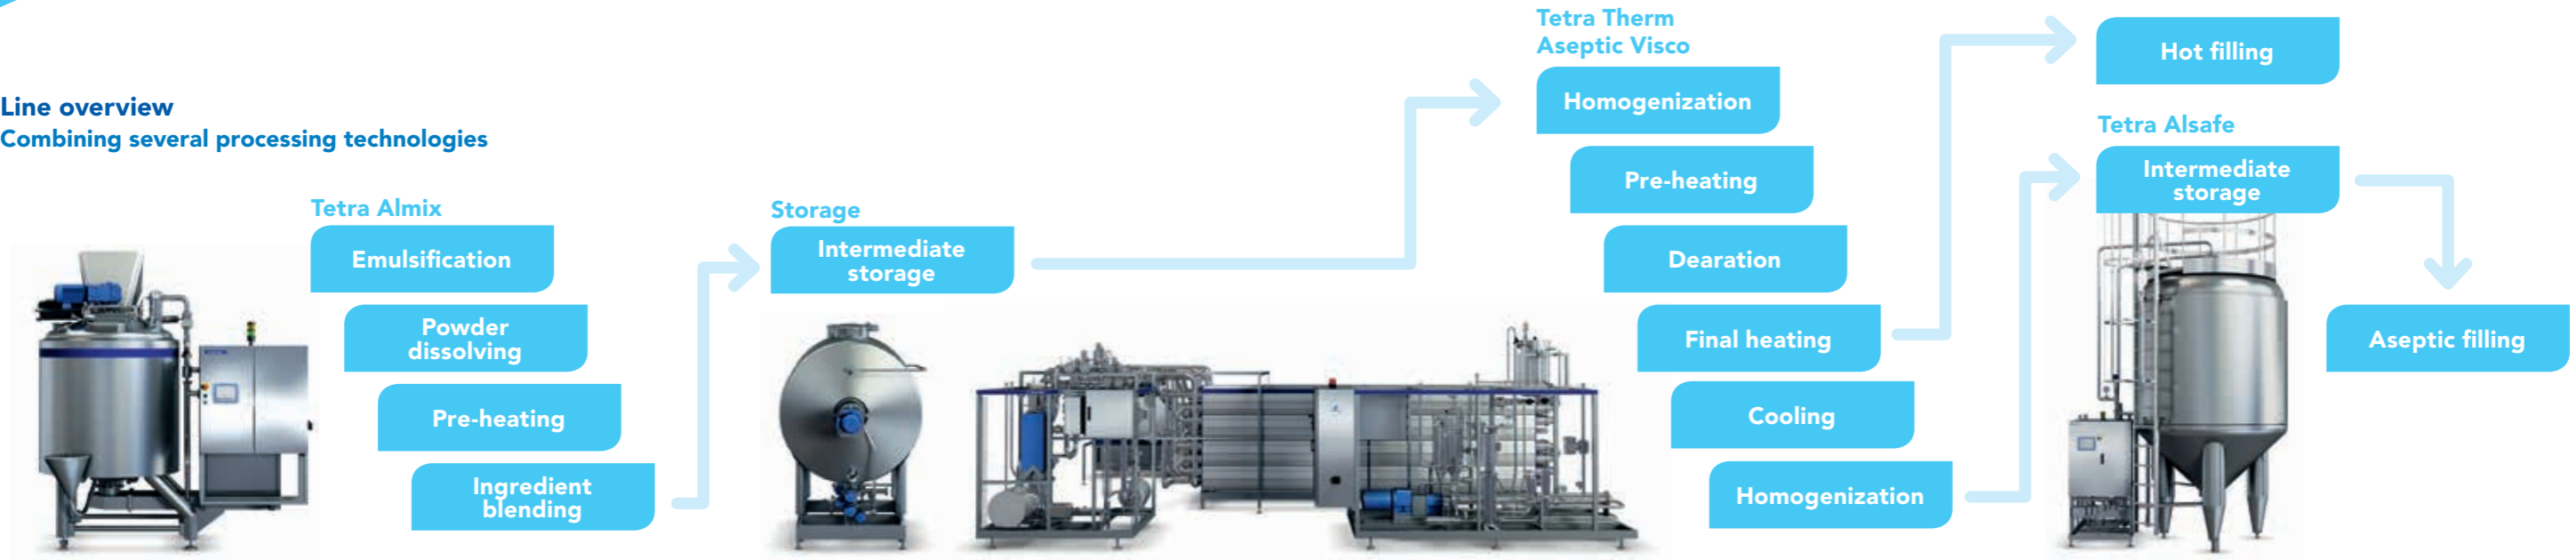 Line overview
Combining several processing technologies
Tetra Almix
Emulsification
Powder
dissolving
Pre-heating
Ingredient
blending
Storage
Intermediate
storage
Tetra Therm
Aseptic Visco
Homogenization
Pre-heating
Dearation
Final heating
Cooling
Homogenization
Hot filling
Tetra Alsafe
Intermediate
storage
Aseptic filling